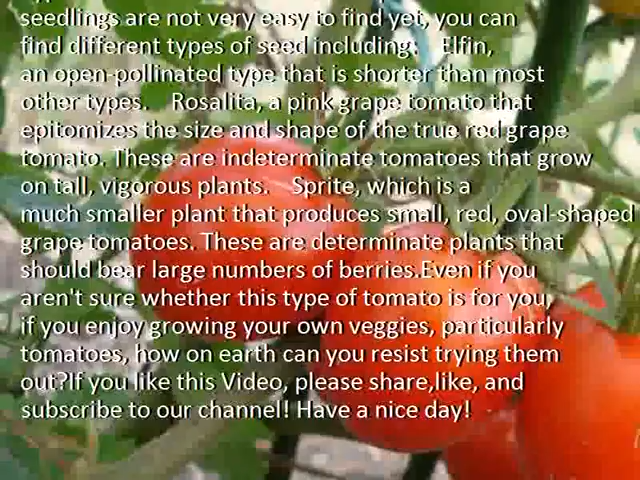 seedlings are not very easy to find yet, you can
find different types of seed including: Elfin,
an open-pollinated type that is shorter than most
other types. Rosalita, a pink grape tomato that
epitomizes the size and shape of the true red grape
tomato. These are indeterminate tomatoes that grow
on tall, vigorous plants. Sprite, which is a
much smaller plant that produces small, red, oval-shaped
grape tomatoes. These are determinate plants that
should bear large numbers of berries.Even if you
aren't sure whether this type of tomato is for you,
if you enjoy growing your own veggies, particularly
tomatoes, how on earth can you resist trying them
out?If you like this Video, please share,like, and
subscribe to our channel! Have a nice day!